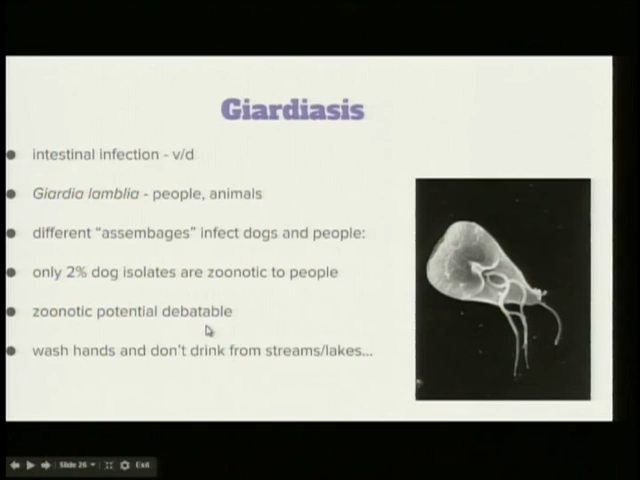 Giardiasis
intestinal infection - v/d
Giardia lamblia - people, animals
different “assembages” infect dogs and people:
only 2% dog isolates are zoonotic to people
zoonotic potential debatable
wash hands and don't drink from streams/lakes...
Slide 26
Exit